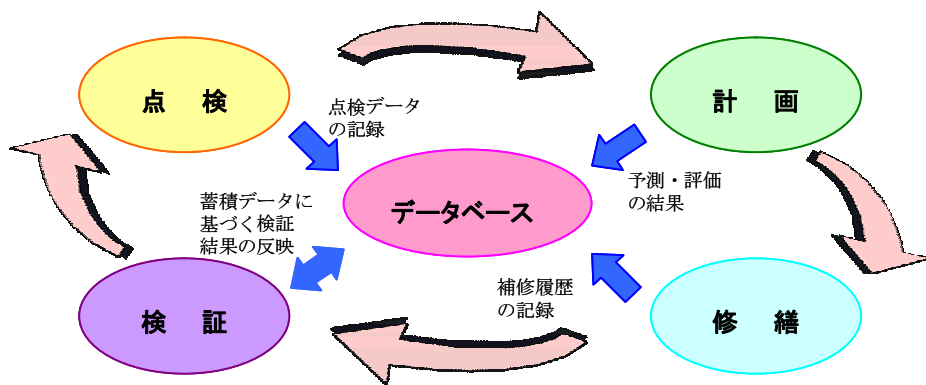 点　検
点検データ
の記録
計　画
予測・評価
の結果
データベース
蓄積データに
基づく検証
結果の反映
検　証
補修履歴
の記録
修　繕